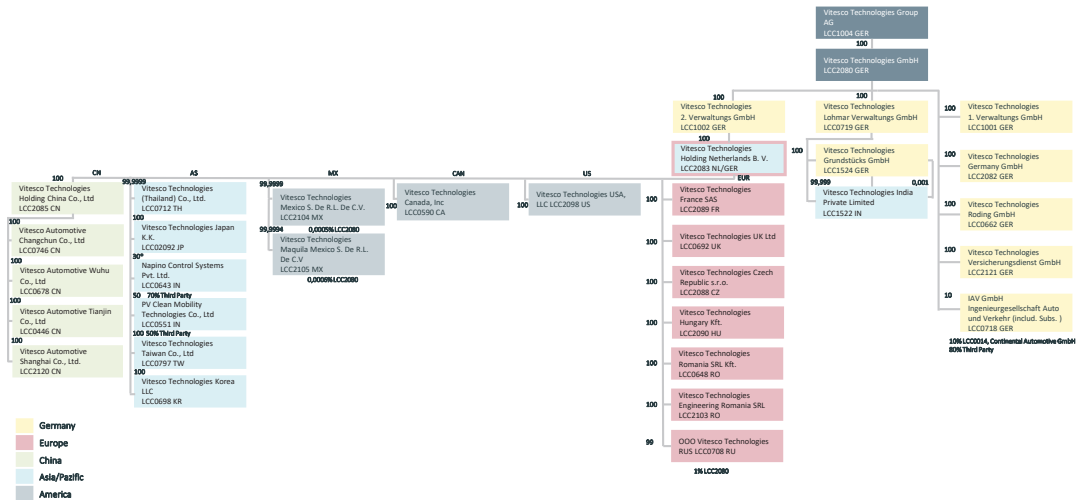 Vitesco Technologies Group
AG
LCC1004 GER
100
Vitesco Technologies GmbH
LCC2080 GER
100
Vitesco Technologies
2. Verwaltungs GmbH
LCC1002 GER
100
Vitesco Technologies
Lohmar Verwaltungs GmbH
LCC0719 GER
100
Vitesco Technologies
1. Verwaltungs GmbH
LCC1001 GER
100
Vitesco Technologies
Holding Netherlands B. V.
LCC2083 NL/GER
100
Vitesco Technologies
Grundstücks GmbH
LCC1524 GER
99,999
0,001
Vitesco Technologies India
Private Limited
LCC1522 IN
100
Vitesco Technologies
Germany GmbH
LCC2082 GER
100
Vitesco Technologies
Roding GmbH
LCC0662 GER
100
Vitesco Technologies
Versicherungsdienst GmbH
LCC2121 GER
10
IAV GmbH
Ingenieurgesellschaft Auto
und Verkehr (includ. Subs. )
LCC0718 GER
10% LCC0014, Continental Automotive GmbH
80% Third Party
CN
100
Vitesco Technologies
Holding China Co., Ltd
LCC2085 CN
100
Vitesco Automotive
Changchun Co., Ltd
LCC0746 CN
100
Vitesco Automotive Wuhu
Co., Ltd
LCC0678 CN
100
Vitesco Automotive Tianjin
Co., Ltd
LCC0446 CN
100
Vitesco Automotive
Shanghai Co., Ltd.
LCC2120 CN
AS
99,9999
Vitesco Technologies
(Thailand) Co., Ltd.
LCC0712 TH
100
Vitesco Technologies Japan
K.K.
LCC02092 JP
30*
Napino Control Systems
Pvt. Ltd.
LCC0643 IN
50 70% Third Party
PV Clean Mobility
Technologies Co., Ltd
LCC0551 IN
100 50% Third Party
Vitesco Technologies
Taiwan Co., Ltd
LCC0797 TW
100
Vitesco Technologies Korea
LLC
LCC0698 KR
MX
99,9999
Vitesco Technologies
Mexico S. De R.L. De C.V.
LCC2104 MX
0,0005% LCC2080
99,9994
Vitesco Technologies
Maquila Mexico S. De R.L.
De C.V
LCC2105 MX
0,0006% LCC2080
CAN
100
Vitesco Technologies
Canada, Inc
LCC0590 CA
US
100
Vitesco Technologies USA,
LLC LCC2098 US
EUR
100
Vitesco Technologies
France SAS
LCC2089 FR
100
Vitesco Technologies UK Ltd
LCC0692 UK
100
Vitesco Technologies Czech
Republic s.r.o.
LCC2088 CZ
100
Vitesco Technologies
Hungary Kft.
LCC2090 HU
100
Vitesco Technologies
Romania SRL Kft.
LCC0648 RO
100
Vitesco Technologies
Engineering Romania SRL
LCC2103 RO
99
OOO Vitesco Technologies
RUS LCC0708 RU
1% LCC2080
Germany
Europe
China
Asia/Pazific
America